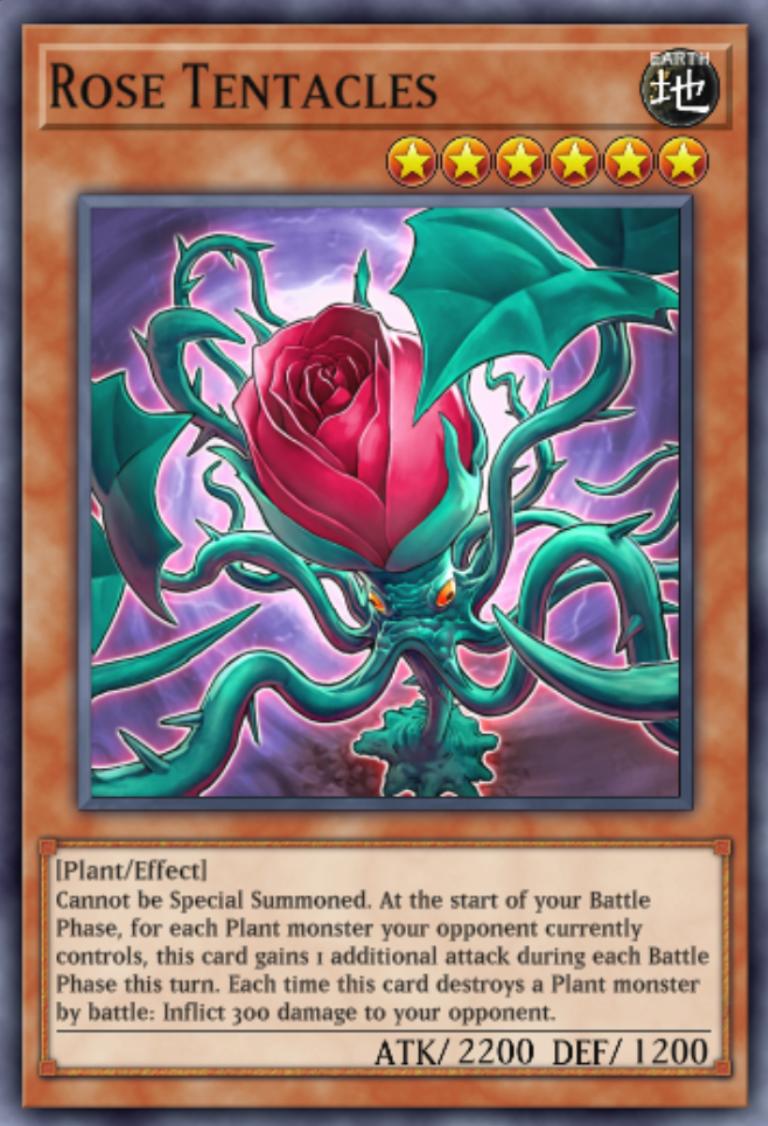 Rose Tentacles
EARTH
地
[Plant/Effect]
Cannot be Special Summoned. At the start of your Battle
Phase, for each Plant monster your opponent currently
controls, this card gains 1 additional attack during each Battle
Phase this turn. Each time this card destroys a Plant monster
by battle: Inflict 300 damage to your opponent.
ATK/ 2200 DEF/ 1200